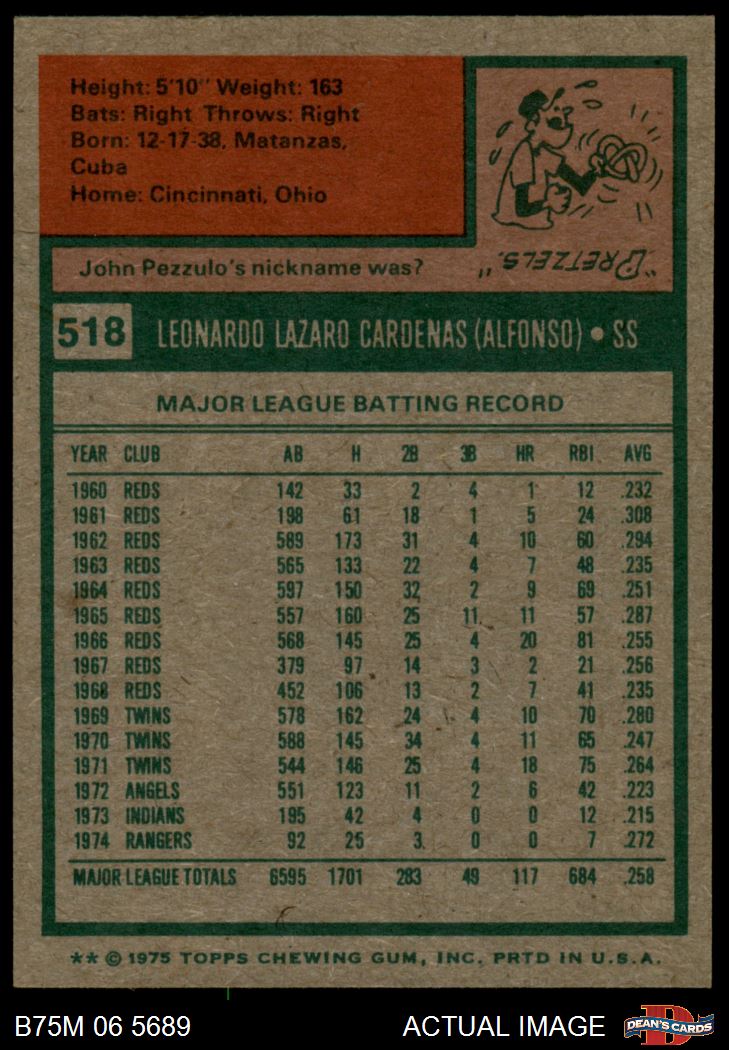 Height: 5'10" Weight: 163
Bats: Right Throws: Right
Born: 12-17-38, Matanzas,
Cuba
Home: Cincinnati, Ohio
John Pezzulo's nickname was?
"PRETZELS."
518 LEONARDO LAZARO CARDENAS (ALFONSO) • SS
MAJOR LEAGUE BATTING RECORD
YEAR CLUB AB H 2B 3B HR RBI AVG
1960 REDS 142 33 2 4 1 12 .232
1961 REDS 198 61 18 1 5 24 .308
1962 REDS 589 173 31 4 10 60 .294
1963 REDS 565 133 22 4 7 48 .235
1964 REDS 597 150 32 2 9 69 .251
1965 REDS 557 160 25 11 11 57 .287
1966 REDS 568 145 25 4 20 81 .255
1967 REDS 379 97 14 3 2 21 .256
1968 REDS 452 106 13 2 7 41 .235
1969 TWINS 578 162 24 4 10 70 .280
1970 TWINS 588 145 34 4 11 65 .247
1971 TWINS 544 146 25 4 18 75 .264
1972 ANGELS 551 123 11 2 6 42 .223
1973 INDIANS 195 42 4 0 0 12 .215
1974 RANGERS 92 25 3 0 0 7 .272
MAJOR LEAGUE TOTALS 6595 1701 283 49 117 684 .258
** © 1975 TOPPS CHEWING GUM, INC. PRTD IN U.S.A.
B75M 06 5689 ACTUAL IMAGE DEAN'S CARDS